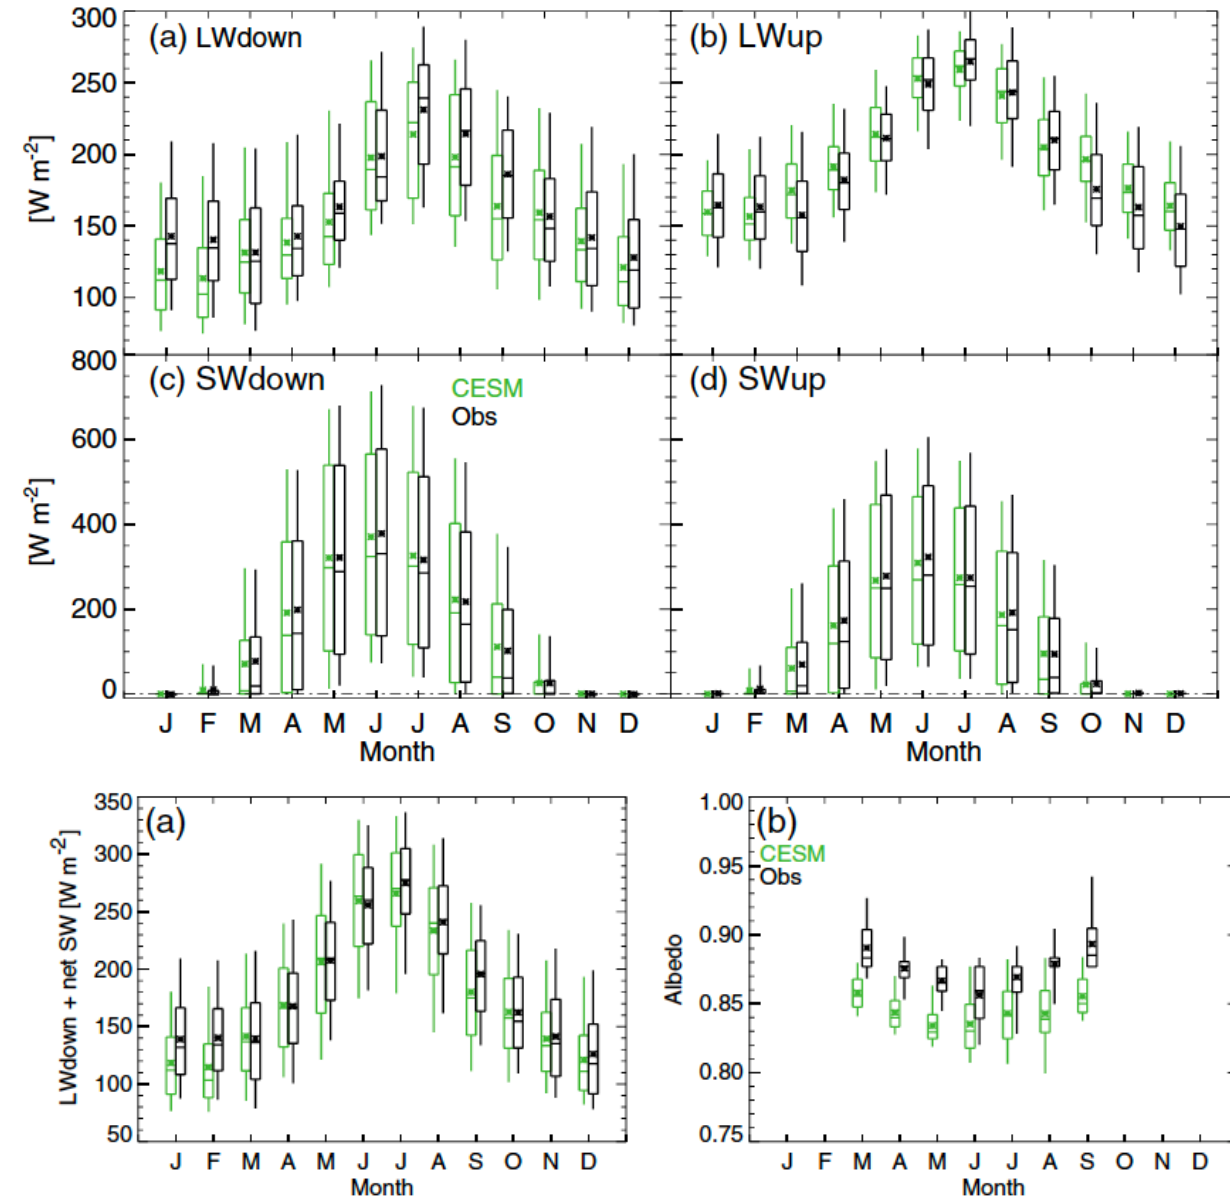 (a) LWdown
(b) LWup
300
250
200
150
100
[W m-2]
(c) SWdown
(d) SWup
CESM
Obs
800
600
400
200
0
[W m-2]
J F M A M J J A S O N D
J F M A M J J A S O N D
Month
Month
(a)
350
300
250
200
150
100
50
LWdown + net SW [W m-2]
J F M A M J J A S O N D
Month
(b)
CESM
Obs
1.00
0.95
0.90
0.85
0.80
0.75
Albedo
J F M A M J J A S O N D
Month